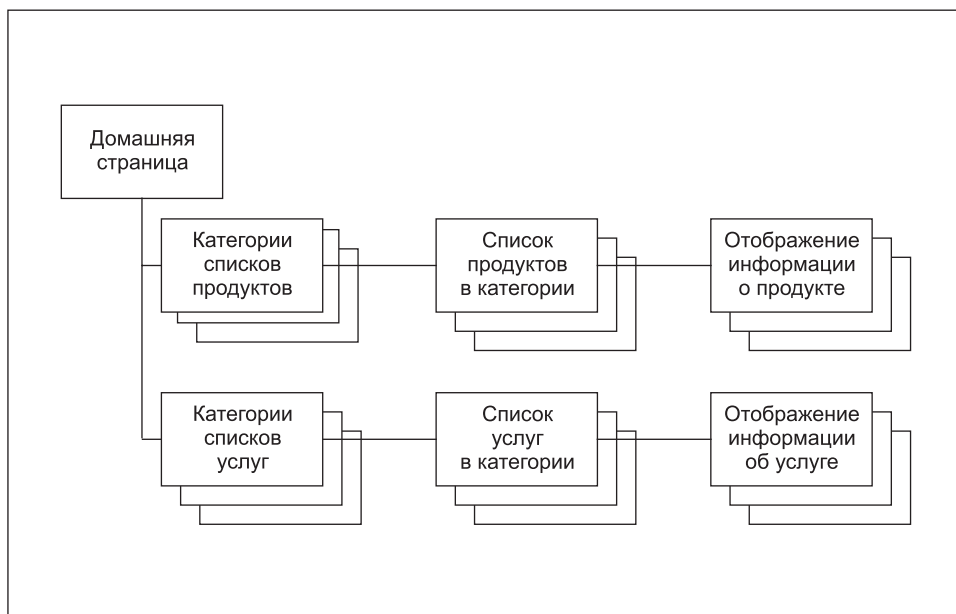 Домашняя
страница
Категории
списков
продуктов
Список
продуктов
в категории
Отображение
информации
о продукте
Категории
списков
услуг
Список
услуг
в категории
Отображение
информации
об услуге